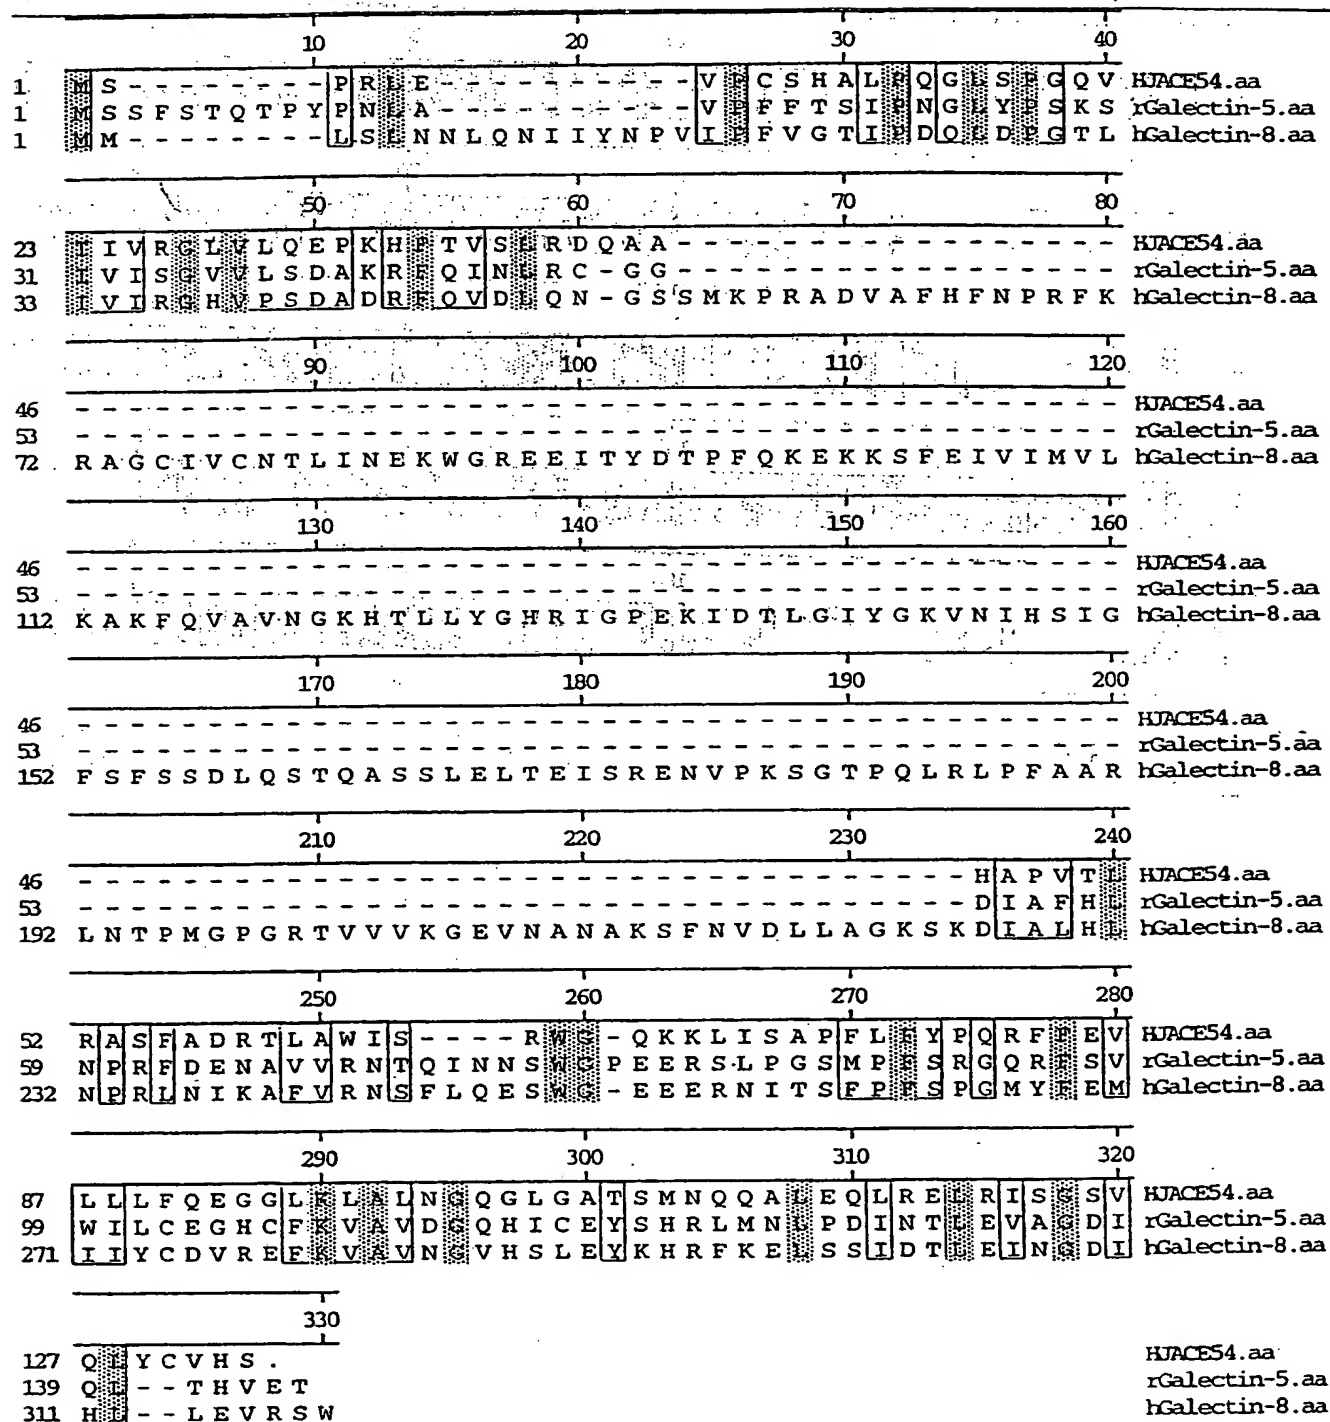 10 20 30 40
1 M S - - - - - - - - P R L E - - - - - - - - - - V P C S H A L P Q G L S P G Q V HJACE54.aa
1 M S S F S T Q T P Y P N L A - - - - - - - - - - V P F F T S I P N G L Y P S K S rGalectin-5.aa
1 M M - - - - - - - - L S L N N L Q N I I Y N P V I P F V G T I P D Q L D P G T L hGalectin-8.aa
50 60 70 80
23 I I V R G L V L Q E P K H F T V S L R D Q A A - - - - - - - - - - - - - - - - - HJACE54.aa
31 I V I S G V V L S D A K R F Q I N L R C - G G - - - - - - - - - - - - - - - - - rGalectin-5.aa
33 I V I R G H V P S D A D R F Q V D L Q N - G S S M K P R A D V A F H F N P R F K hGalectin-8.aa
90 100 110 120
46 - - - - - - - - - - - - - - - - - - - - - - - - - - - - - - - - - - - - - - - - HJACE54.aa
53 - - - - - - - - - - - - - - - - - - - - - - - - - - - - - - - - - - - - - - - - rGalectin-5.aa
72 R A G C I V C N T L I N E K W G R E E I T Y D T P F Q K E K K S F E I V I M V L hGalectin-8.aa
130 140 150 160
46 - - - - - - - - - - - - - - - - - - - - - - - - - - - - - - - - - - - - - - - - HJACE54.aa
53 - - - - - - - - - - - - - - - - - - - - - - - - - - - - - - - - - - - - - - - - rGalectin-5.aa
112 K A K F Q V A V N G K H T L L Y G H R I G P E K I D T L G I Y G K V N I H S I G hGalectin-8.aa
170 180 190 200
46 - - - - - - - - - - - - - - - - - - - - - - - - - - - - - - - - - - - - - - - - HJACE54.aa
53 - - - - - - - - - - - - - - - - - - - - - - - - - - - - - - - - - - - - - - - - rGalectin-5.aa
152 F S F S S D L Q S T Q A S S L E L T E I S R E N V P K S G T P Q L R L P F A A R hGalectin-8.aa
210 220 230 240
46 - - - - - - - - - - - - - - - - - - - - - - - - - - - - - - - - - - H A P V T L HJACE54.aa
53 - - - - - - - - - - - - - - - - - - - - - - - - - - - - - - - - - - D I A F H L rGalectin-5.aa
192 L N T P M G P G R T V V V K G E V N A N A K S F N V D L L A G K S K D I A L H L hGalectin-8.aa
250 260 270 280
52 R A S F A D R T L A W I S - - - - R W G - Q K K L I S A P F L F Y P Q R F F E V HJACE54.aa
59 N P R F D E N A V V R N T Q I N N S W G P E E R S L P G S M P F S R G Q R F S V rGalectin-5.aa
232 N P R L N I K A F V R N S F L Q E S W G - E E E R N I T S F P F S P G M Y F E M hGalectin-8.aa
290 300 310 320
87 L L L F Q E G G L K L A L N G Q G L G A T S M N Q Q A L E Q L R E L R I S G S V HJACE54.aa
99 W I L C E G H C F K V A V D G Q H I C E Y S H R L M N L P D I N T L E V A G D I rGalectin-5.aa
271 I I Y C D V R E F K V A V N G V H S L E Y K H R F K E L S S I D T L E I N G D I hGalectin-8.aa
330
127 Q L Y C V H S . HJACE54.aa
139 Q L - - T H V E T rGalectin-5.aa
311 H L - - L E V R S W hGalectin-8.aa